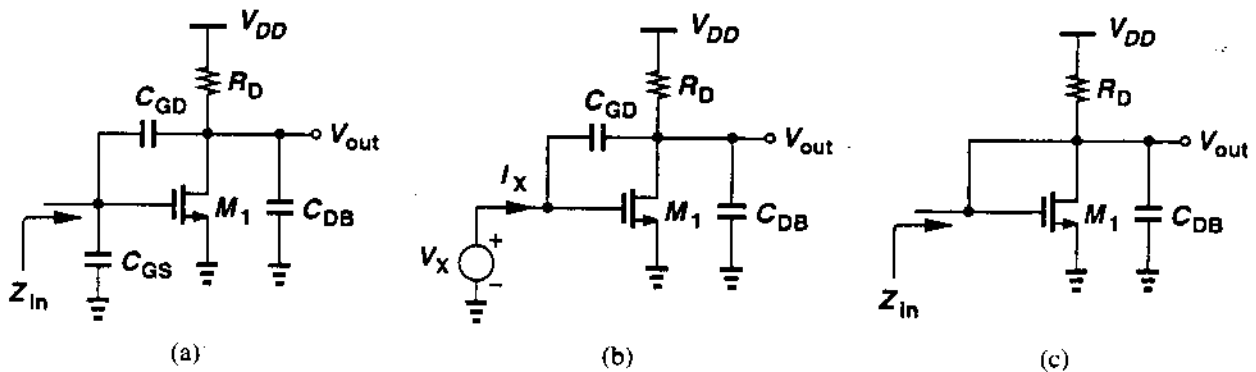 V_DD
R_D
C_GD
V_out
M_1
C_DB
C_GS
Z_in
(a)
V_DD
R_D
C_GD
V_out
I_X
M_1
C_DB
V_X
+
−
(b)
V_DD
R_D
V_out
M_1
C_DB
Z_in
(c)